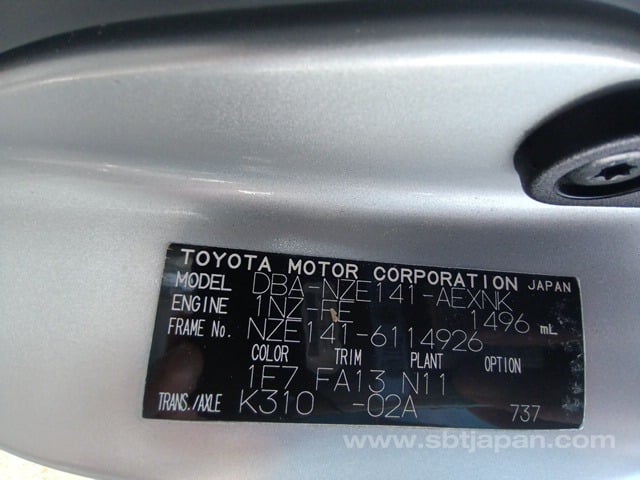 TOYOTA MOTOR CORPORATION JAPAN
MODEL DBA-NZE141-AEXNK
ENGINE 1NZ-FE 1496 mL
FRAME No. NZE141-6114926
COLOR TRIM PLANT OPTION
1E7 FA13 N11
TRANS./AXLE K310 -02A 737
www.sbtjapan.com